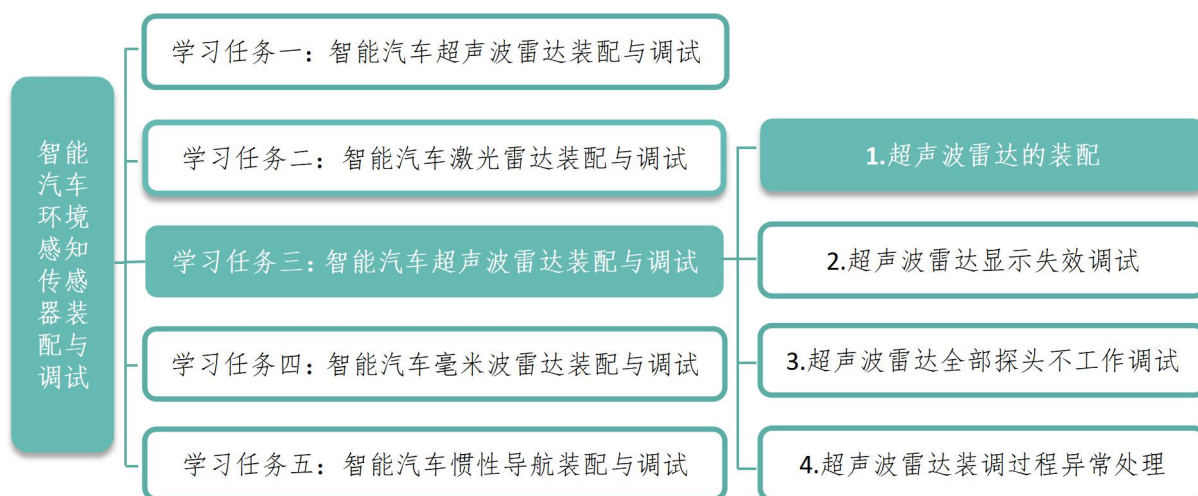 智能
汽车
环境
感知
传感
器装
配与
调试
学习任务一：智能汽车超声波雷达装配与调试
学习任务二：智能汽车激光雷达装配与调试
学习任务三：智能汽车超声波雷达装配与调试
学习任务四：智能汽车毫米波雷达装配与调试
学习任务五：智能汽车惯性导航装配与调试
1.超声波雷达的装配
2.超声波雷达显示失效调试
3.超声波雷达全部探头不工作调试
4.超声波雷达装调过程异常处理